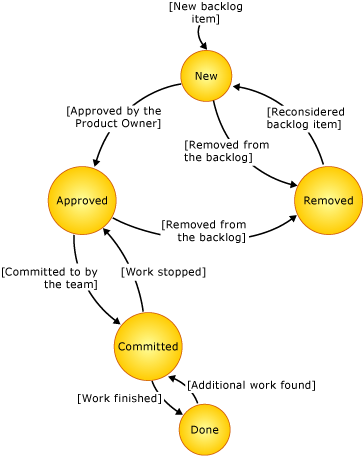 [New backlog
item]
New
[Approved by the
Product Owner]
[Reconsidered
backlog item]
[Removed from
the backlog]
Approved
Removed
[Removed from
the backlog]
[Committed to by
the team]
[Work stopped]
Committed
[Additional work found]
[Work finished]
Done